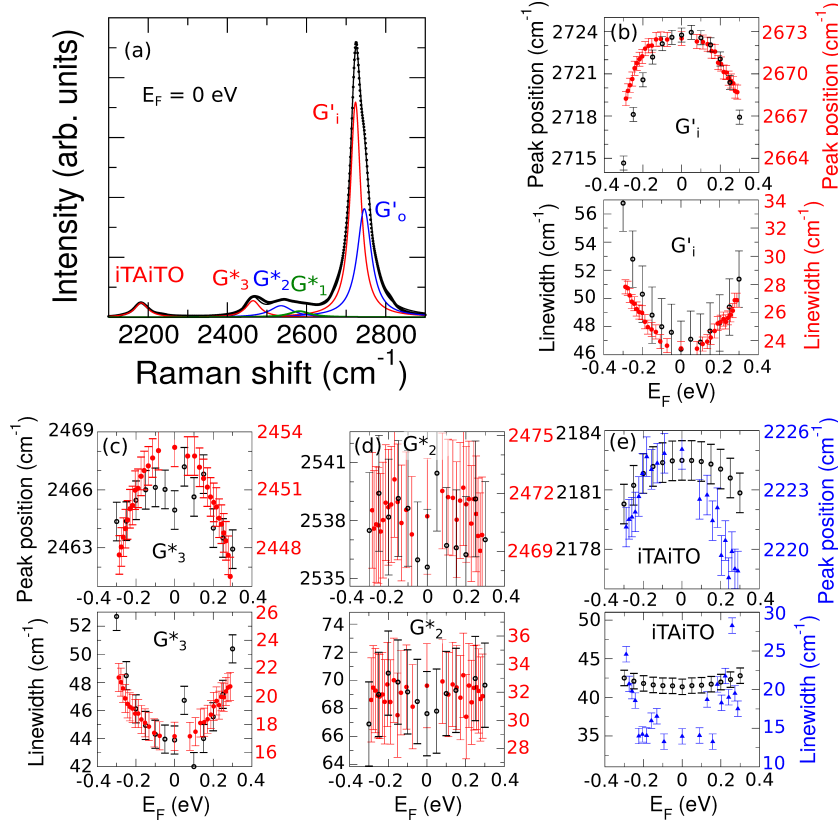 (a)
E_F = 0 eV
Intensity (arb. units)
iTAiTO
G*_3
G*_2
G*_1
G'_i
G'_o
2200 2400 2600 2800
Raman shift (cm^-1)
(b)
Peak position (cm^-1)
2724
2721
2718
2715
G'_i
2673
2670
2667
2664
Peak position (cm^-1)
-0.4 -0.2 0 0.2 0.4
Linewidth (cm^-1)
56
54
52
50
48
46
G'_i
34
32
30
28
26
24
Linewidth (cm^-1)
-0.4 -0.2 0 0.2 0.4
E_F (eV)
(c)
Peak position (cm^-1)
2469
2466
2463
G*_3
2454
2451
2448
-0.4 -0.2 0 0.2 0.4
Linewidth (cm^-1)
52
50
48
46
44
42
G*_3
26
24
22
20
18
16
-0.4 -0.2 0 0.2 0.4
E_F (eV)
(d)
G*_2
2541
2538
2535
2475
2472
2469
-0.4 -0.2 0 0.2 0.4
G*_2
74
72
70
68
66
64
36
34
32
30
28
-0.4 -0.2 0 0.2 0.4
E_F (eV)
(e)
2184
2181
2178
iTAiTO
2226
2223
2220
Peak position (cm^-1)
-0.4 -0.2 0 0.2 0.4
iTAiTO
50
45
40
35
30
25
20
15
10
Linewidth (cm^-1)
-0.4 -0.2 0 0.2 0.4
E_F (eV)